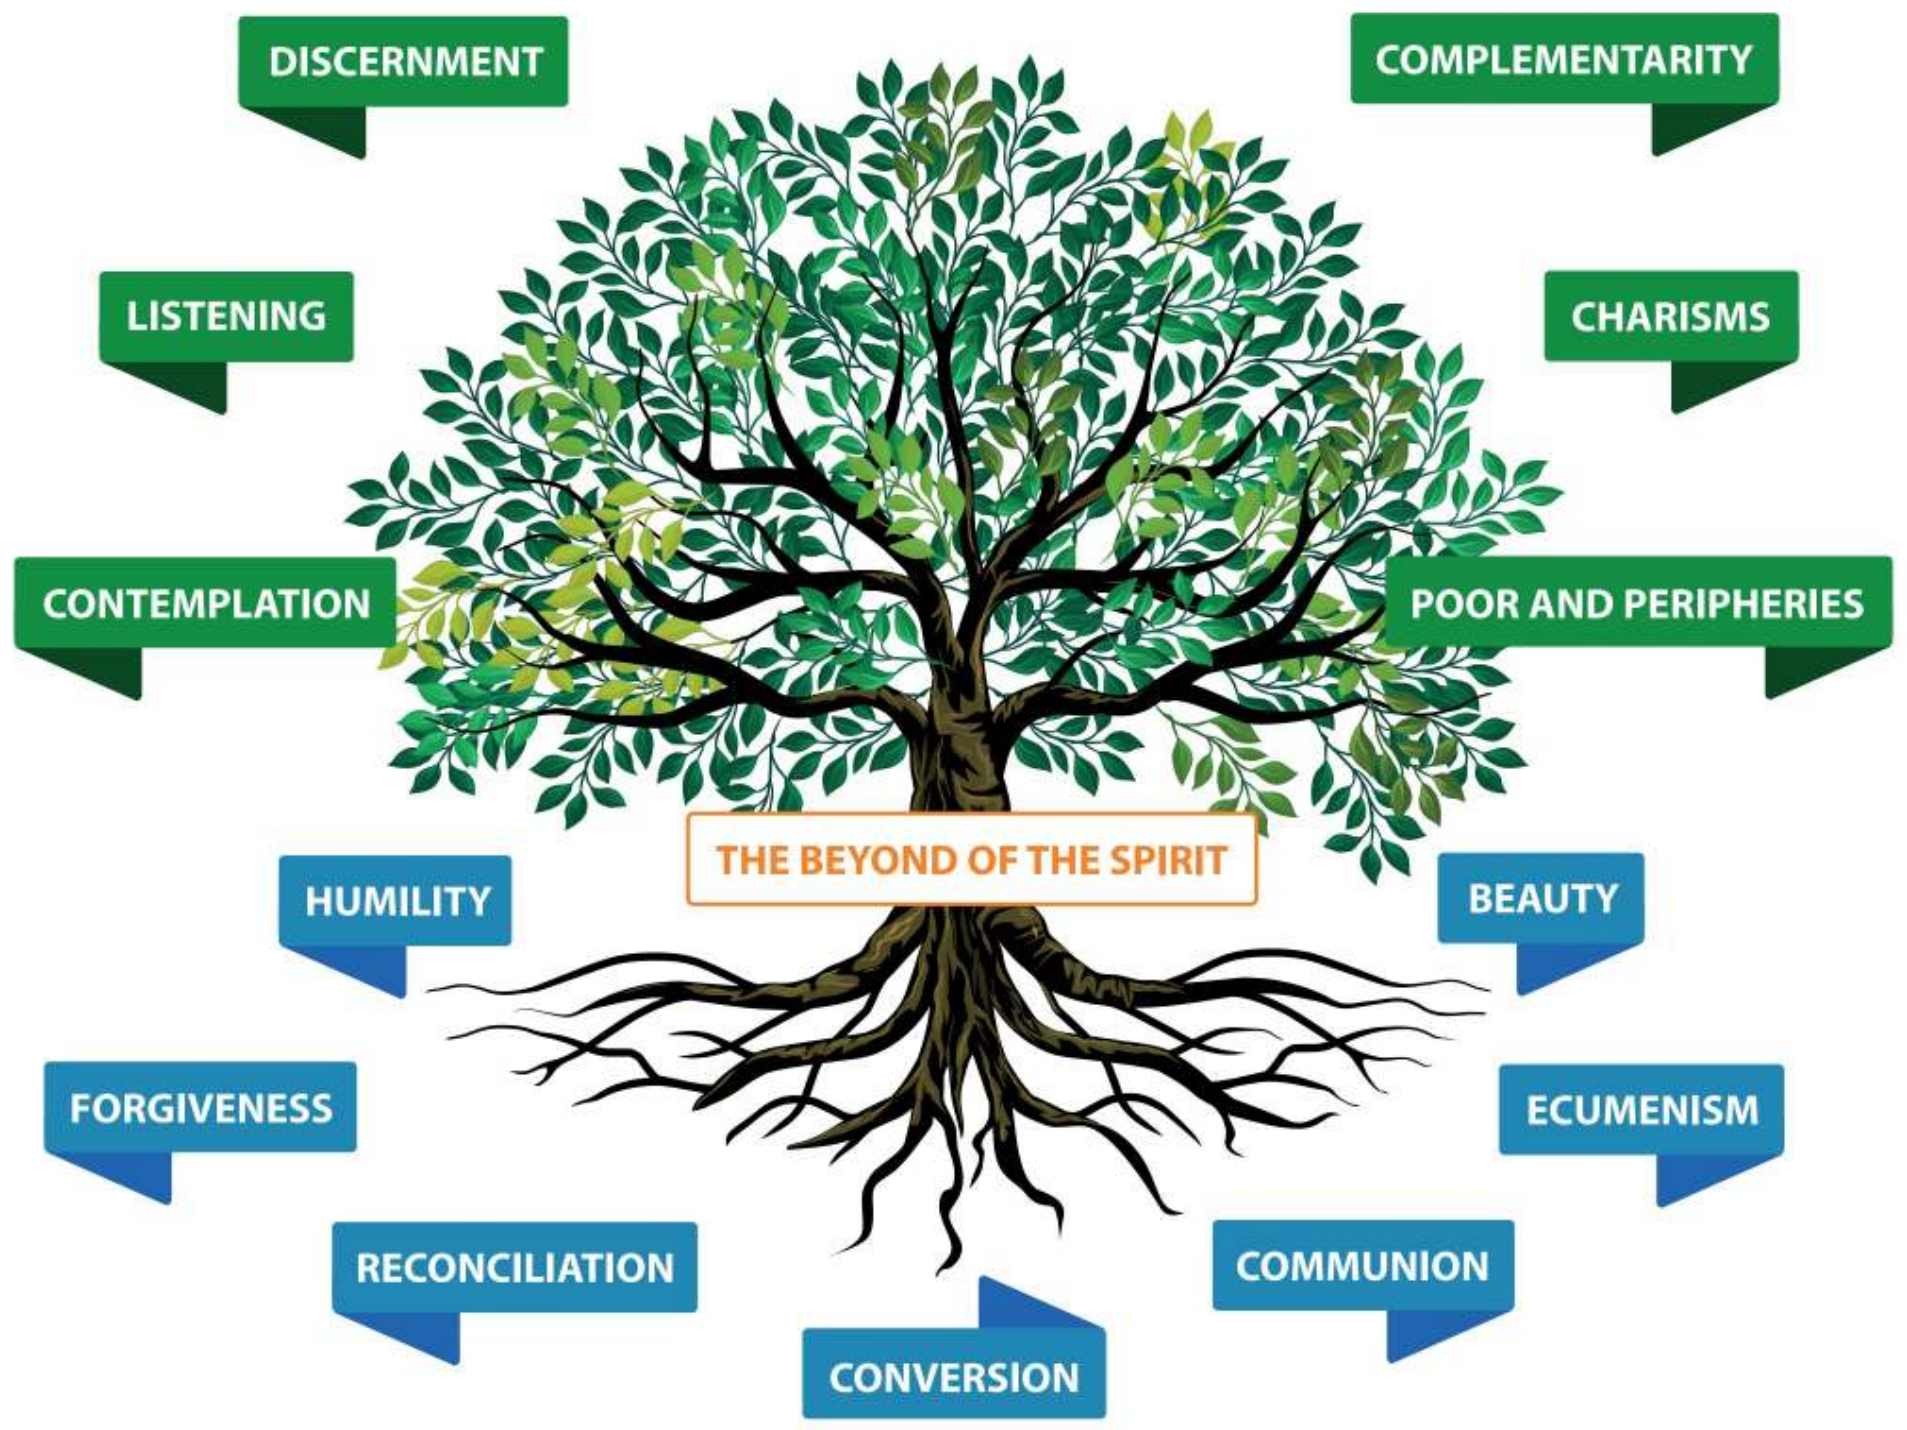 DISCERNMENT
COMPLEMENTARITY
LISTENING
CHARISMS
CONTEMPLATION
POOR AND PERIPHERIES
THE BEYOND OF THE SPIRIT
HUMILITY
BEAUTY
FORGIVENESS
ECUMENISM
RECONCILIATION
COMMUNION
CONVERSION